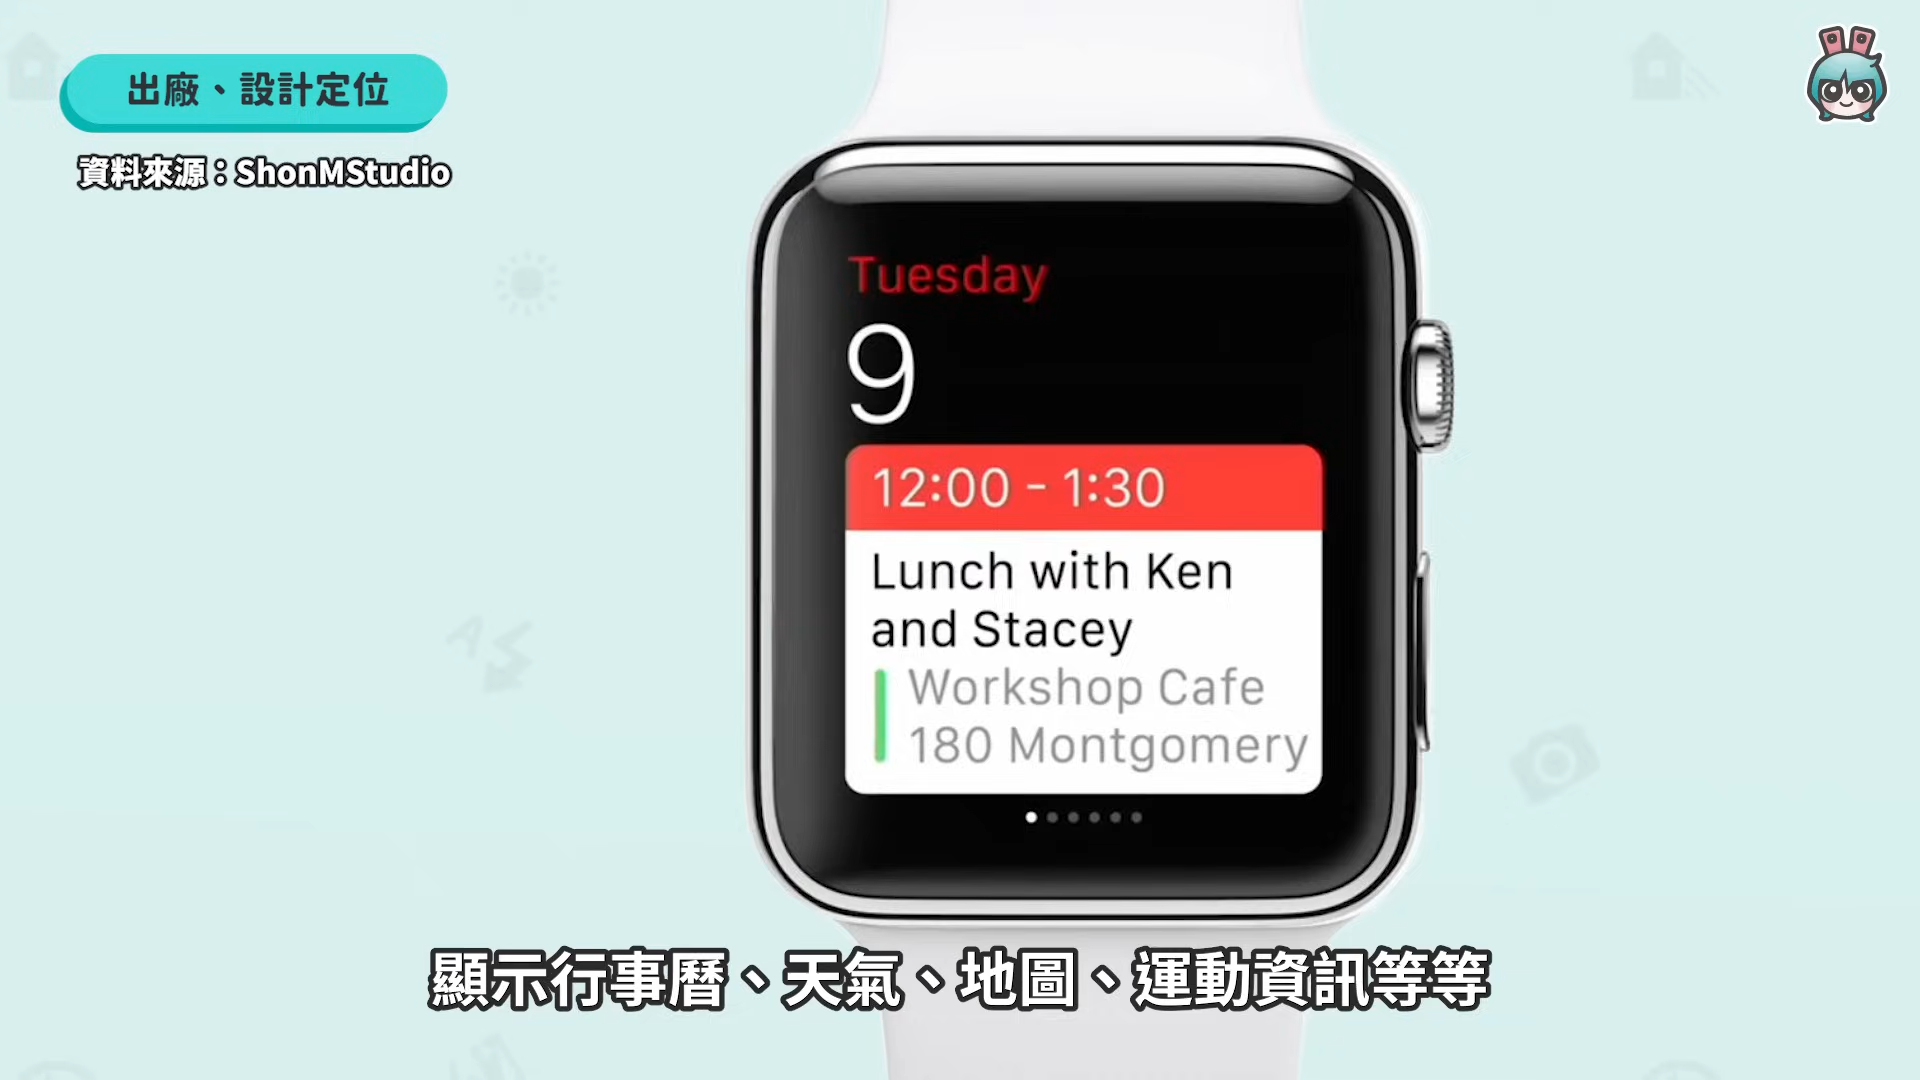 出廠、設計定位
資料來源：ShonMStudio
Tuesday
9
12:00 - 1:30
Lunch with Ken
and Stacey
Workshop Cafe
180 Montgomery
顯示行事曆、天氣、地圖、運動資訊等等